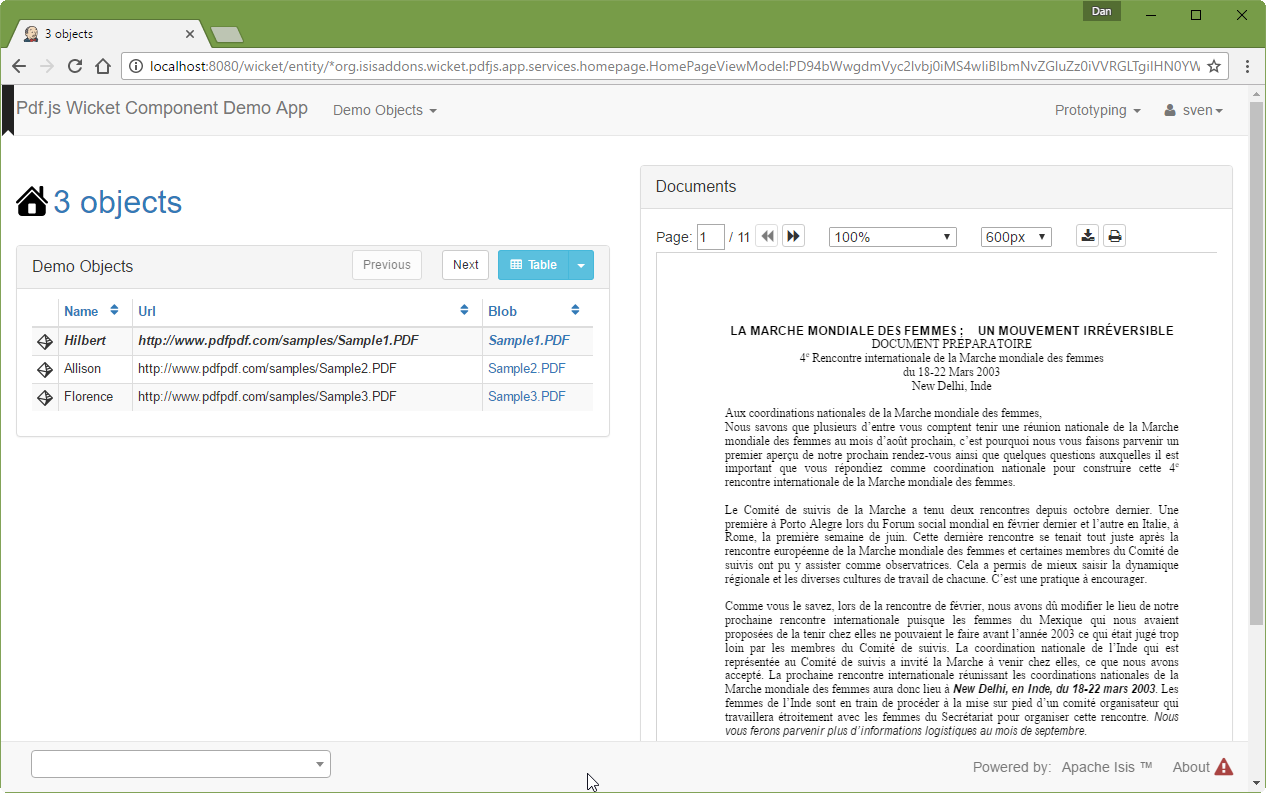 Dan
3 objects
localhost:8080/wicket/entity/*org.isisaddons.wicket.pdfjs.app.services.homepage.HomePageViewModel:
Pdf.js Wicket Component Demo App
Demo Objects
Prototyping
sven
3 objects
Demo Objects
Previous
Next
Table
Name Url Blob
Hilbert http://www.pdfpdf.com/samples/Sample1.PDF Sample1.PDF
Allison http://www.pdfpdf.com/samples/Sample2.PDF Sample2.PDF
Florence http://www.pdfpdf.com/samples/Sample3.PDF Sample3.PDF
Documents
Page: 1 / 11 100% 600px
LA MARCHE MONDIALE DES FEMMES : UN MOUVEMENT IRRÉVERSIBLE
DOCUMENT PRÉPARATOIRE
4e Rencontre internationale de la Marche mondiale des femmes
du 18-22 Mars 2003
New Delhi, Inde
Aux coordinations nationales de la Marche mondiale des femmes,
Nous savons que plusieurs d’entre vous comptent tenir une réunion nationale de la Marche
mondiale des femmes au mois d’août prochain, c’est pourquoi nous vous faisons parvenir un
premier aperçu de notre prochain rendez-vous ainsi que quelques questions auxquelles il est
important que vous répondiez comme coordination nationale pour construire cette 4e
rencontre internationale de la Marche mondiale des femmes.
Le Comité de suivis de la Marche a tenu deux rencontres depuis octobre dernier. Une
première à Porto Alegre lors du Forum social mondial en février dernier et l’autre en Italie, à
Rome, la première semaine de juin. Cette dernière rencontre se tenait tout juste après la
rencontre européenne de la Marche mondiale des femmes et certaines membres du Comité de
suivis ont pu y assister comme observatrices. Cela a permis de mieux saisir la dynamique
régionale et les diverses cultures de travail de chacune. C’est une pratique à encourager.
Comme vous le savez, lors de la rencontre de février, nous avons dû modifier le lieu de notre
prochaine rencontre internationale puisque les femmes du Mexique qui nous avaient
proposées de la tenir chez elles ne pouvaient le faire avant l’année 2003 ce qui était jugé trop
loin par les membres du Comité de suivis. La coordination nationale de l’Inde qui est
représentée au Comité de suivis a invité la Marche à venir chez elles, ce que nous avons
accepté. La prochaine rencontre internationale réunissant les coordinations nationales de la
Marche mondiale des femmes aura donc lieu à New Delhi, en Inde, du 18-22 mars 2003. Les
femmes de l’Inde sont en train de procéder à la mise sur pied d’un comité organisateur qui
travaillera étroitement avec les femmes du Secrétariat pour organiser cette rencontre. Nous
vous ferons parvenir plus d’informations logistiques au mois de septembre.
Powered by: Apache Isis ™ About